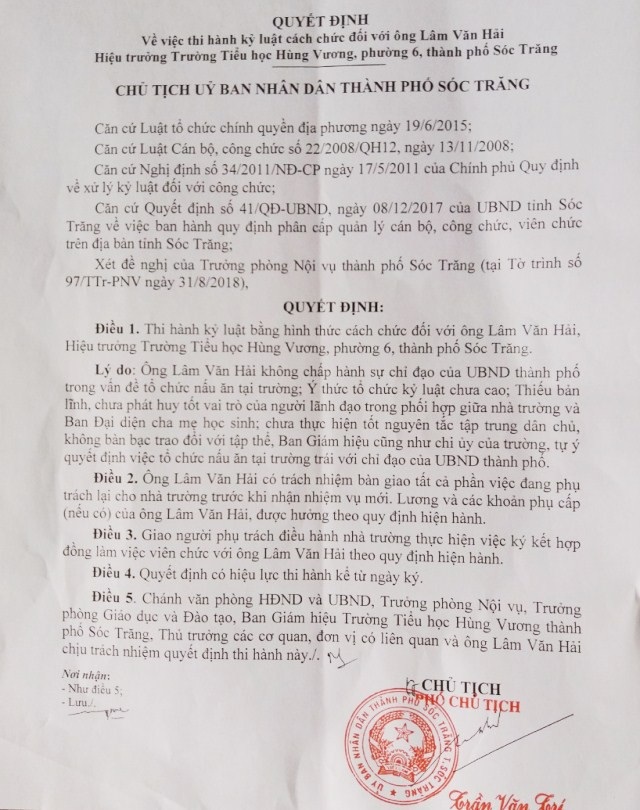 QUYẾT ĐỊNH
Về việc thi hành kỷ luật cách chức đối với ông Lâm Văn Hải
Hiệu trưởng Trường Tiểu học Hùng Vương, phường 6, thành phố Sóc Trăng
CHỦ TỊCH UỶ BAN NHÂN DÂN THÀNH PHỐ SÓC TRĂNG
Căn cứ Luật tổ chức chính quyền địa phương ngày 19/6/2015;
Căn cứ Luật Cán bộ, công chức số 22/2008/QH12, ngày 13/11/2008;
Căn cứ Nghị định số 34/2011/NĐ-CP ngày 17/5/2011 của Chính phủ Quy định
về xử lý kỷ luật đối với công chức;
Căn cứ Quyết định số 41/QĐ-UBND, ngày 08/12/2017 của UBND tỉnh Sóc
Trăng về việc ban hành quy định phân cấp quản lý cán bộ, công chức, viên chức
trên địa bàn tỉnh Sóc Trăng;
Xét đề nghị của Trưởng phòng Nội vụ thành phố Sóc Trăng (tại Tờ trình số
97/TTr-PNV ngày 31/8/2018),
QUYẾT ĐỊNH:
Điều 1. Thi hành kỷ luật bằng hình thức cách chức đối với ông Lâm Văn Hải,
Hiệu trưởng Trường Tiểu học Hùng Vương, phường 6, thành phố Sóc Trăng.
Lý do: Ông Lâm Văn Hải không chấp hành sự chỉ đạo của UBND thành phố
trong vấn đề tổ chức nấu ăn tại trường; Ý thức tổ chức kỷ luật chưa cao; Thiếu bản
lĩnh, chưa phát huy tốt vai trò của người lãnh đạo trong phối hợp giữa nhà trường và
Ban Đại diện cha mẹ học sinh; chưa thực hiện tốt nguyên tắc tập trung dân chủ,
không bàn bạc trao đổi với tập thể, Ban Giám hiệu cũng như chi ủy của trường, tự ý
quyết định việc tổ chức nấu ăn tại trường trái với chỉ đạo của UBND thành phố.
Điều 2. Ông Lâm Văn Hải có trách nhiệm bàn giao tất cả phần việc đang phụ
trách lại cho nhà trường trước khi nhận nhiệm vụ mới. Lương và các khoản phụ cấp
(nếu có) của ông Lâm Văn Hải, được hưởng theo quy định hiện hành.
Điều 3. Giao người phụ trách điều hành nhà trường thực hiện việc ký kết hợp
đồng làm việc viên chức với ông Lâm Văn Hải theo quy định hiện hành.
Điều 4. Quyết định có hiệu lực thi hành kể từ ngày ký.
Điều 5. Chánh văn phòng HĐND và UBND, Trưởng phòng Nội vụ, Trưởng
phòng Giáo dục và Đào tạo, Ban Giám hiệu Trường Tiểu học Hùng Vương thành
phố Sóc Trăng, Thủ trưởng các cơ quan, đơn vị có liên quan và ông Lâm Văn Hải
chịu trách nhiệm quyết định thi hành này./.
Nơi nhận:
- Như điều 5;
- Lưu./.
CHỦ TỊCH
PHÓ CHỦ TỊCH
ỦY BAN NHÂN DÂN THÀNH PHỐ SÓC TRĂNG T. SÓC TRĂNG
Trần Văn Trí